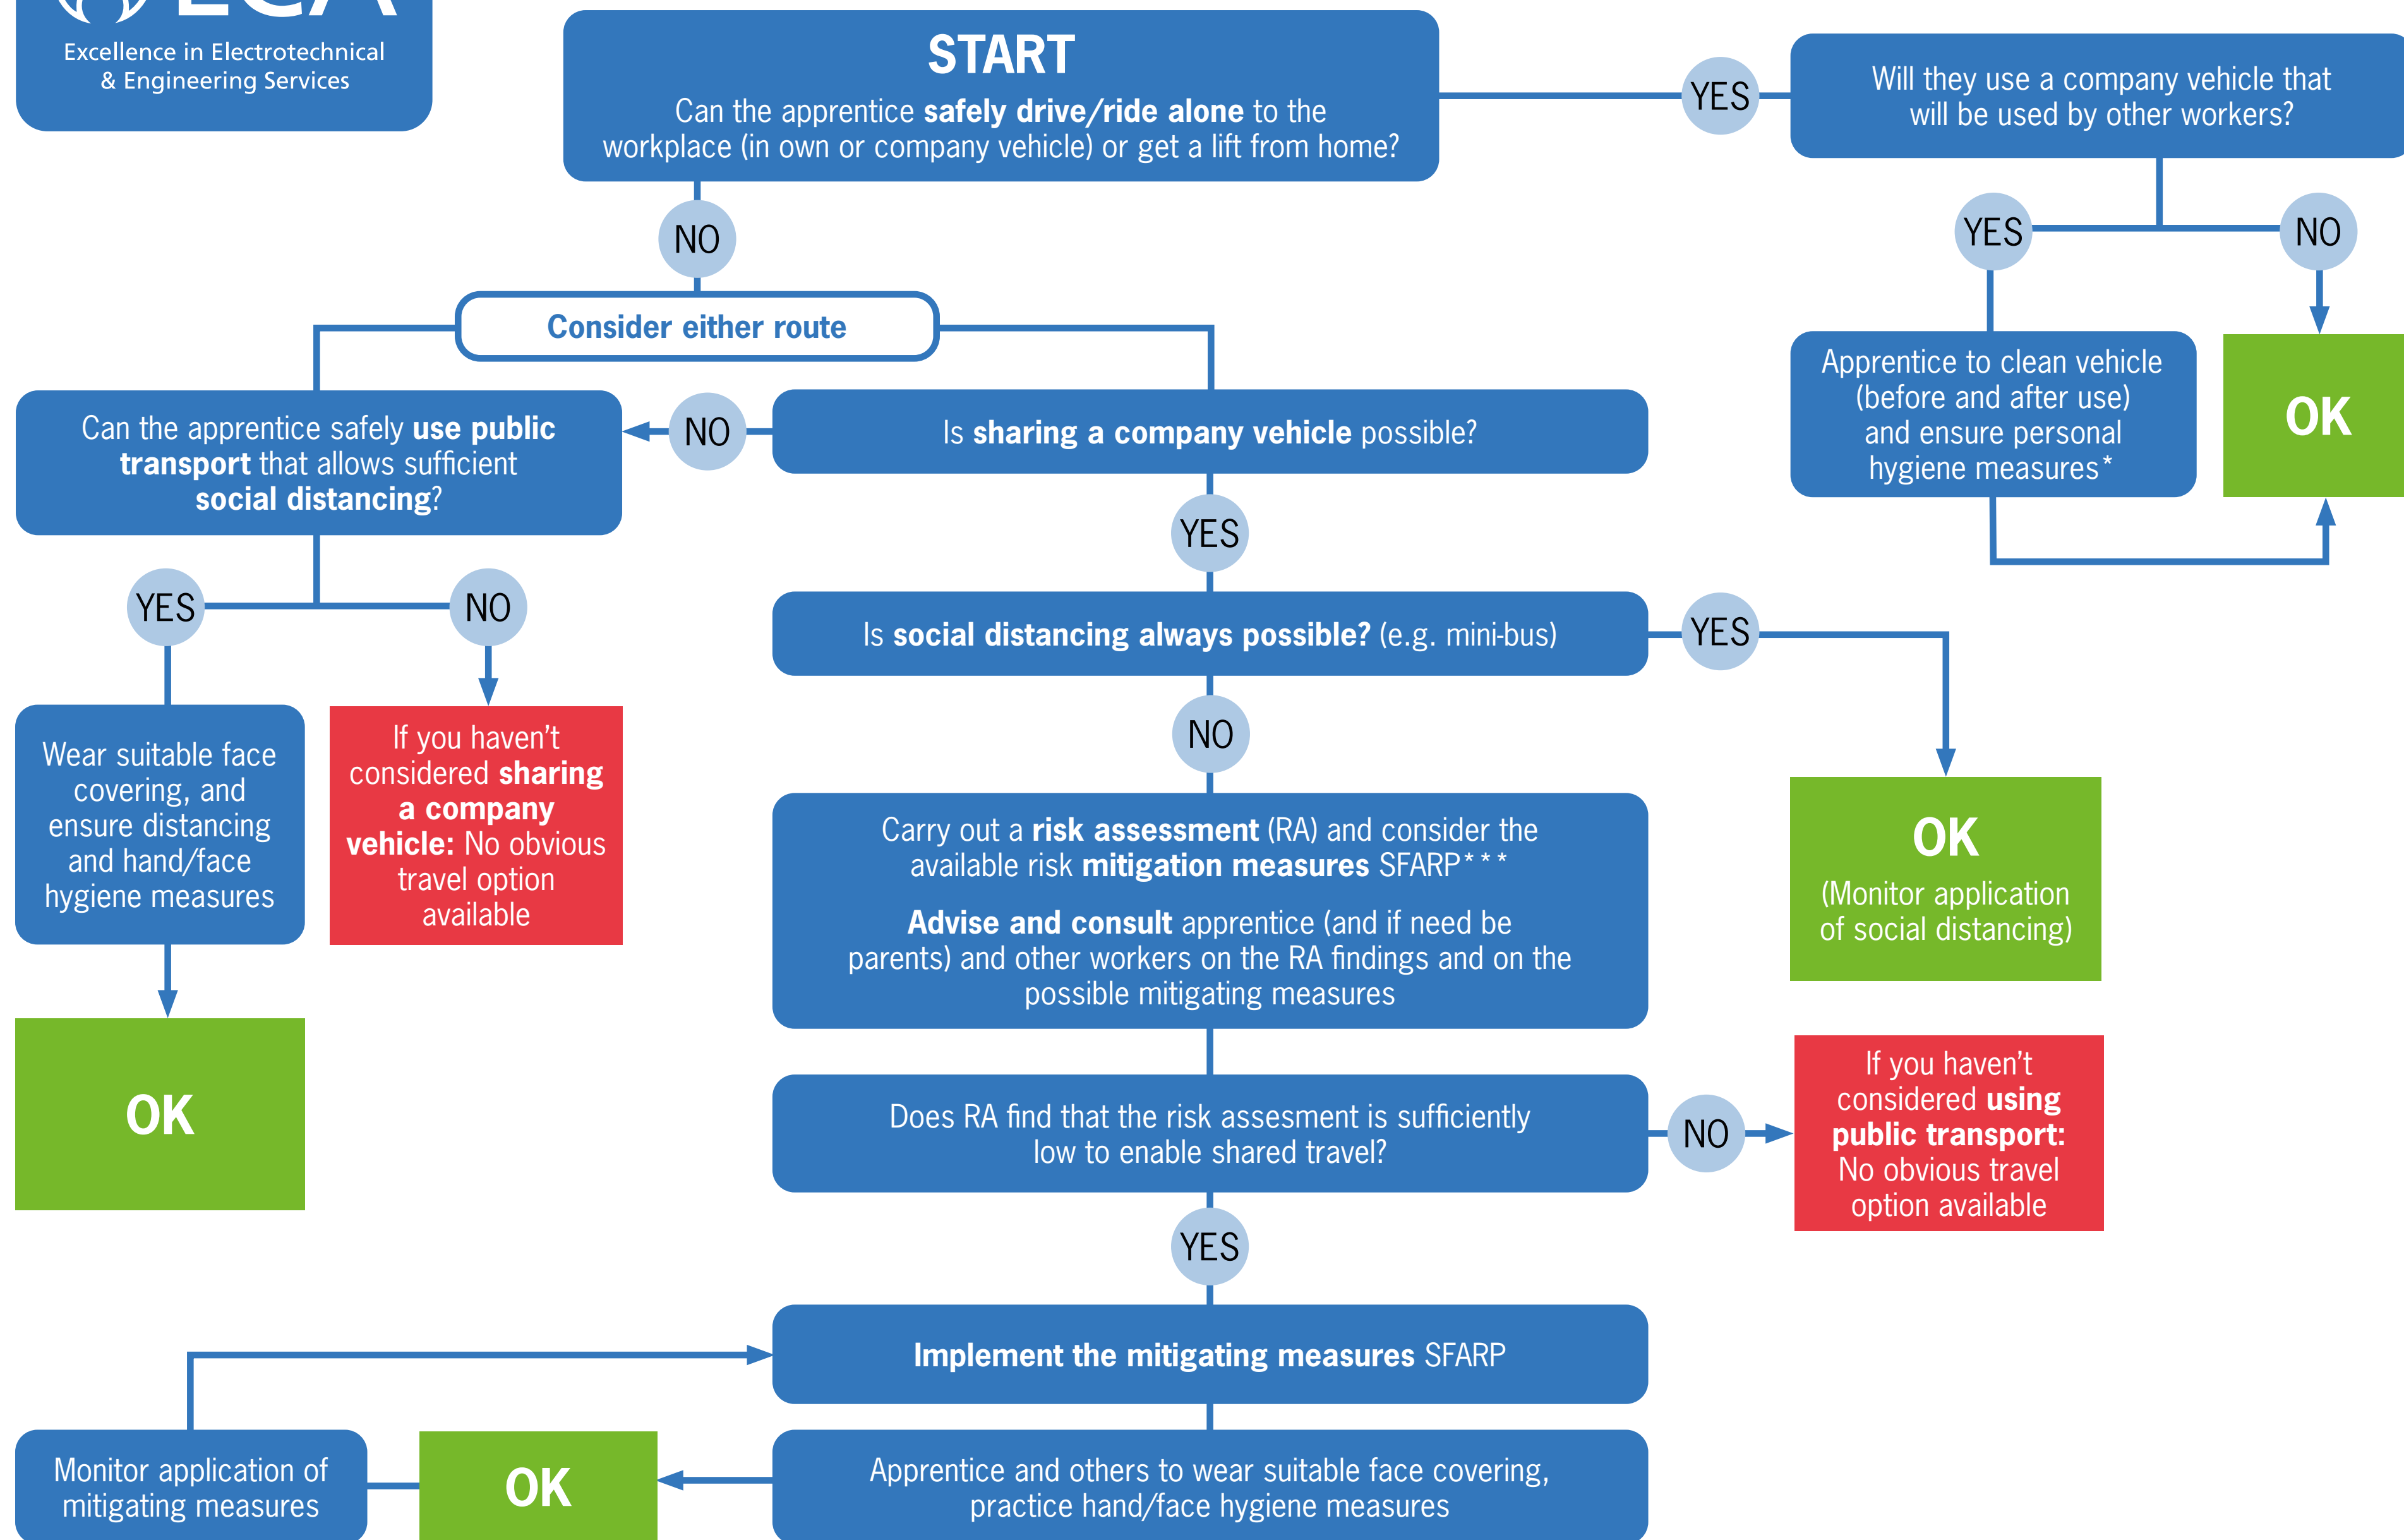 ECA
Excellence in Electrotechnical
& Engineering Services
START
Can the apprentice safely drive/ride alone to the
workplace (in own or company vehicle) or get a lift from home?
YES
Will they use a company vehicle that
will be used by other workers?
YES
NO
Apprentice to clean vehicle
(before and after use)
and ensure personal
hygiene measures*
OK
NO
Consider either route
Can the apprentice safely use public
transport that allows sufficient
social distancing?
NO
Is sharing a company vehicle possible?
YES
NO
Wear suitable face
covering, and
ensure distancing
and hand/face
hygiene measures
If you haven't
considered sharing
a company
vehicle: No obvious
travel option
available
OK
YES
Is social distancing always possible? (e.g. mini-bus)
YES
OK
(Monitor application
of social distancing)
NO
Carry out a risk assessment (RA) and consider the
available risk mitigation measures SFARP***
Advise and consult apprentice (and if need be
parents) and other workers on the RA findings and on the
possible mitigating measures
Does RA find that the risk assesment is sufficiently
low to enable shared travel?
NO
If you haven't
considered using
public transport:
No obvious travel
option available
YES
Implement the mitigating measures SFARP
Apprentice and others to wear suitable face covering,
practice hand/face hygiene measures
OK
Monitor application of
mitigating measures